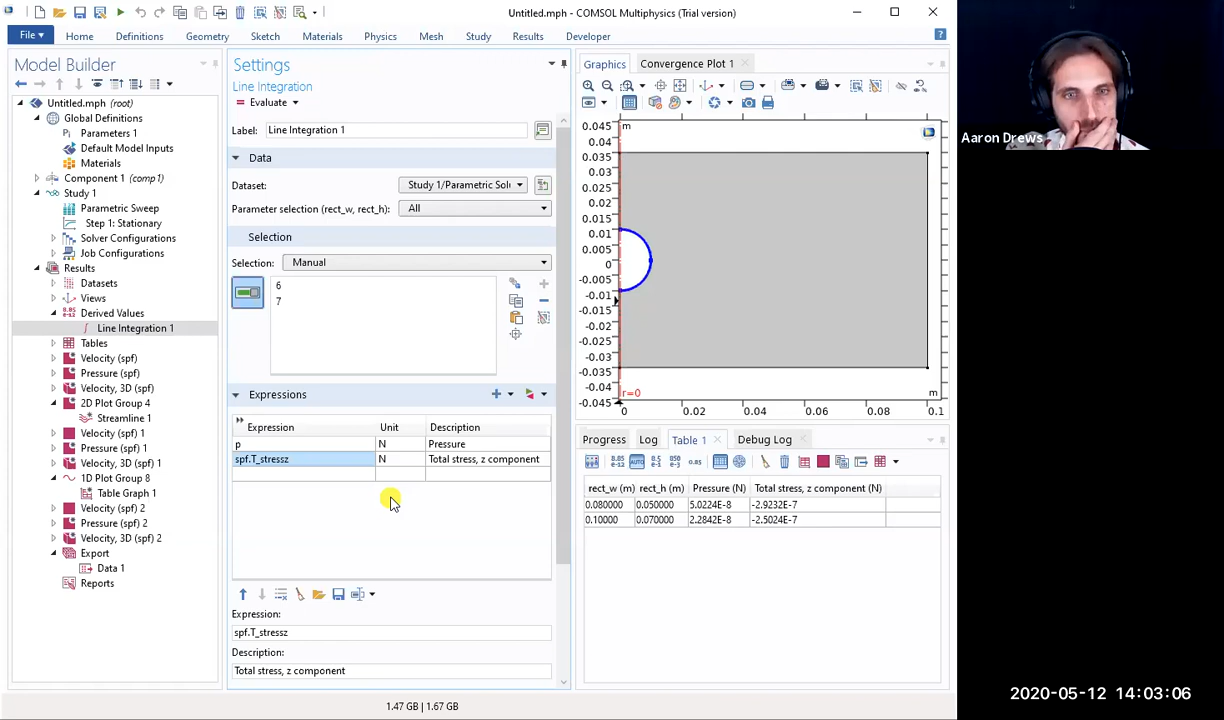 Untitled.mph - COMSOL Multiphysics (Trial version)
File Home Definitions Geometry Sketch Materials Physics Mesh Study Results Developer
Model Builder
Untitled.mph (root)
Global Definitions
Parameters 1
Default Model Inputs
Materials
Component 1 (comp1)
Study 1
Parametric Sweep
Step 1: Stationary
Solver Configurations
Job Configurations
Results
Datasets
Views
Derived Values
Line Integration 1
Tables
Velocity (spf)
Pressure (spf)
Velocity, 3D (spf)
2D Plot Group 4
Streamline 1
Velocity (spf) 1
Pressure (spf) 1
Velocity, 3D (spf) 1
1D Plot Group 8
Table Graph 1
Velocity (spf) 2
Pressure (spf) 2
Velocity, 3D (spf) 2
Export
Data 1
Reports
Settings
Line Integration
Evaluate
Label: Line Integration 1
Data
Dataset: Study 1/Parametric Solu
Parameter selection (rect_w, rect_h): All
Selection
Selection: Manual
6
7
Expressions
Expression Unit Description
p N Pressure
spf.T_stressz N Total stress, z component
Expression:
spf.T_stressz
Description:
Total stress, z component
Graphics Convergence Plot 1
m
0.045
0.04
0.035
0.03
0.025
0.02
0.015
0.01
0.005
0
-0.005
-0.01
-0.015
-0.02
-0.025
-0.03
-0.035
-0.04
-0.045
r=0
m
0 0.02 0.04 0.06 0.08 0.1
Progress Log Table 1 Debug Log
8.85
e-12
AUTO
8.5
e-1
850
e-3
0.85
rect_w (m) rect_h (m) Pressure (N) Total stress, z component (N)
0.080000 0.050000 5.0224E-8 -2.9232E-7
0.10000 0.070000 2.2842E-8 -2.5024E-7
1.47 GB | 1.67 GB
Aaron Drews
2020-05-12 14:03:06